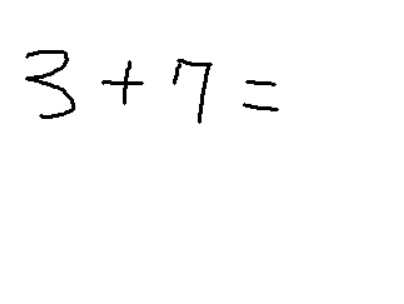 3 + 7 =